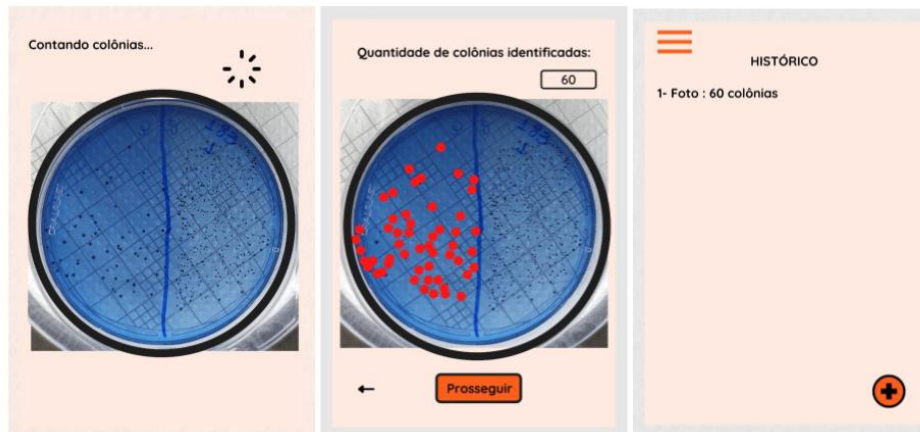 Contando colônias...
Quantidade de colônias identificadas:
60
Prosseguir
HISTÓRICO
1- Foto : 60 colônias